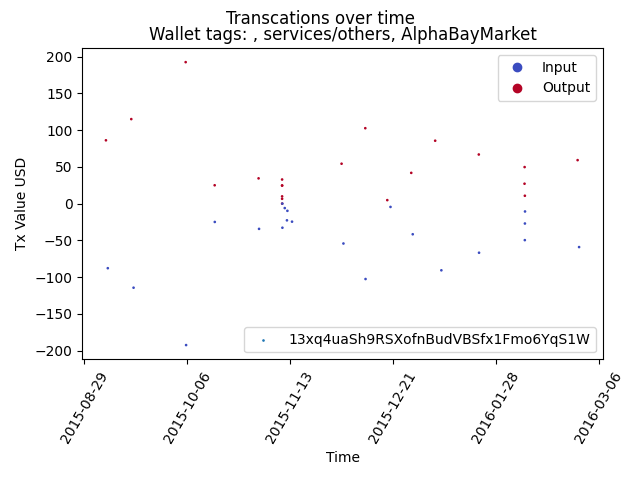 Transcations over time
Wallet tags: , services/others, AlphaBayMarket
200
150
100
50
0
−50
−100
−150
−200
Tx Value USD
Input
Output
13xq4uaSh9RSXofnBudVBSfx1Fmo6YqS1W
2015-08-29
2015-10-06
2015-11-13
2015-12-21
2016-01-28
2016-03-06
Time